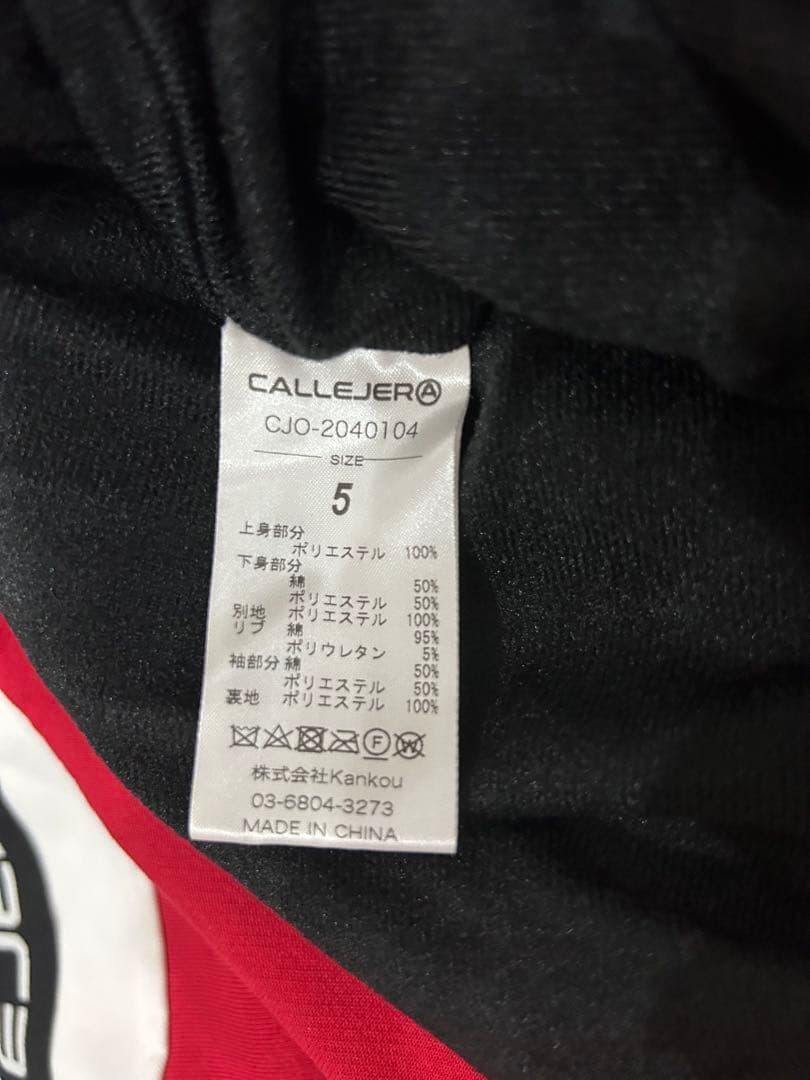 CALLEJERⒶ
CJO-2040104
SIZE
5
上身部分
ポリエステル 100%
下身部分
綿 50%
ポリエステル 50%
別地 ポリエステル 100%
リブ 綿 95%
ポリウレタン 5%
袖部分 綿 50%
ポリエステル 50%
裏地 ポリエステル 100%
株式会社Kankou
03-6804-3273
MADE IN CHINA